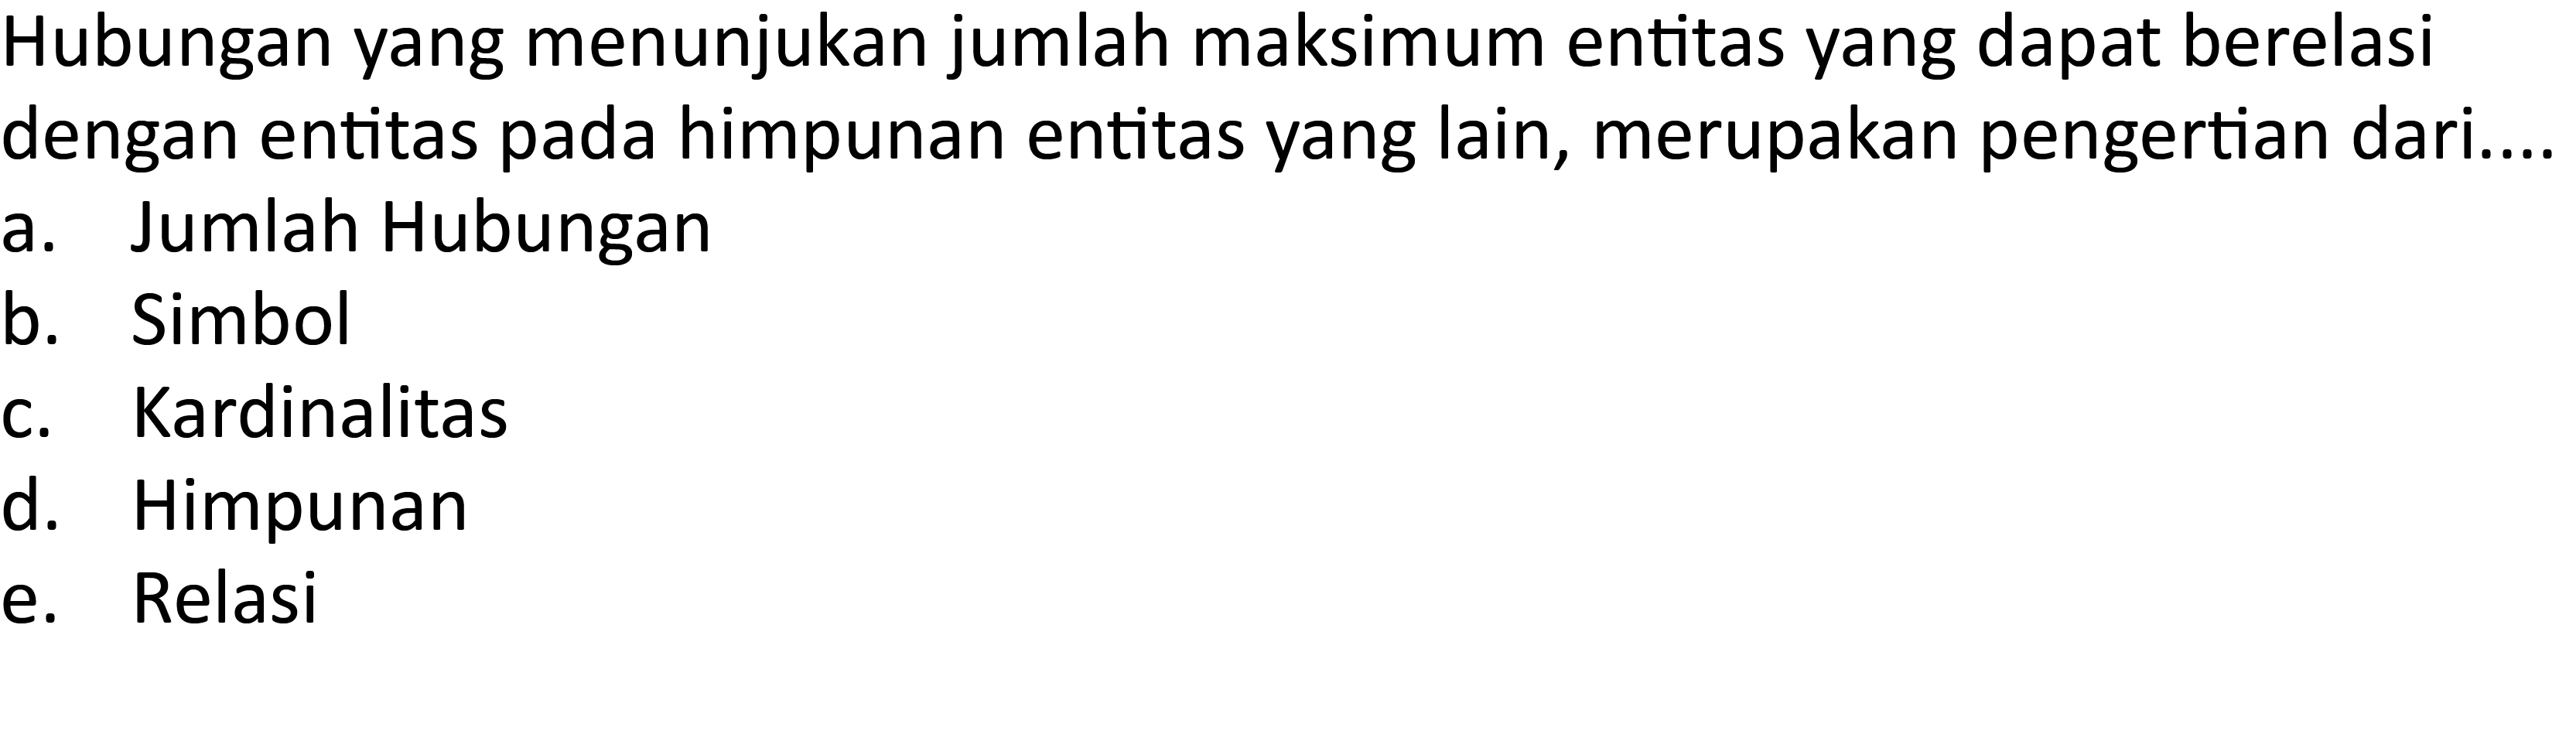 Hubungan yang menunjukan jumlah maksimum entitas yang dapat berelasi
dengan entitas pada himpunan entitas yang lain, merupakan pengertian dari....
a. Jumlah Hubungan
b. Simbol
c. Kardinalitas
d. Himpunan
e. Relasi